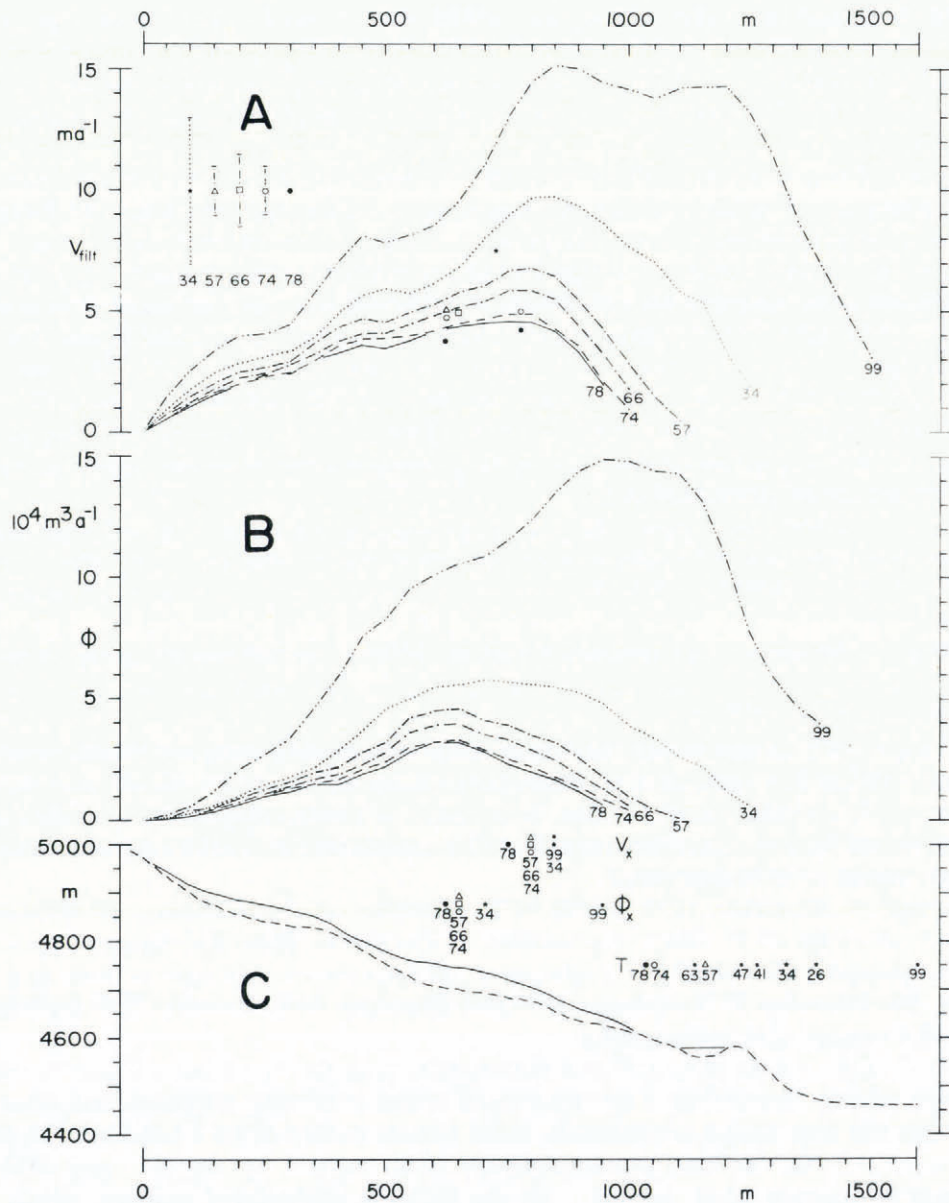 0 500 1000 m 1500
15
ma⁻¹
A
10
V filt
34 57 66 74 78
5
0
78 66
74
57
34
99
15
10⁴ m³ a⁻¹
B
10
Φ
5
0
99
78 74 66 57 34
5000
m
4800
4600
4400
C
78 57 99 Vₓ
66 34
74
78 57 34 99 Φₓ
66
74
T 78 74 63 57 47 41 34 26 99
0 500 1000 m 1500